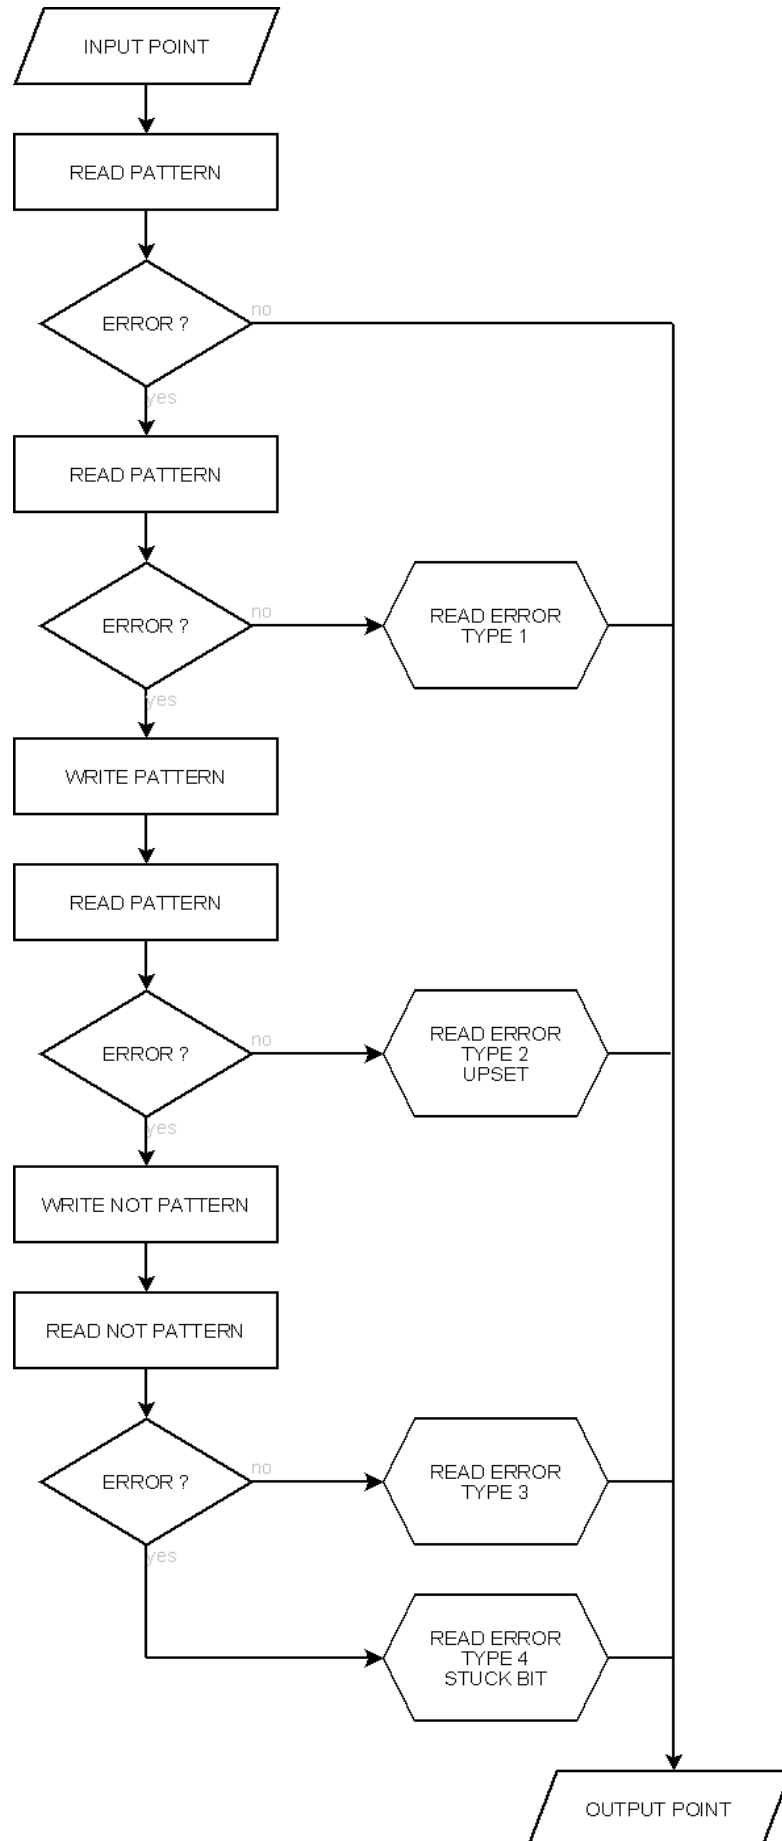 INPUT POINT
READ PATTERN
ERROR ?
no
yes
READ PATTERN
ERROR ?
no
READ ERROR
TYPE 1
yes
WRITE PATTERN
READ PATTERN
ERROR ?
no
READ ERROR
TYPE 2
UPSET
yes
WRITE NOT PATTERN
READ NOT PATTERN
ERROR ?
no
READ ERROR
TYPE 3
yes
READ ERROR
TYPE 4
STUCK BIT
OUTPUT POINT